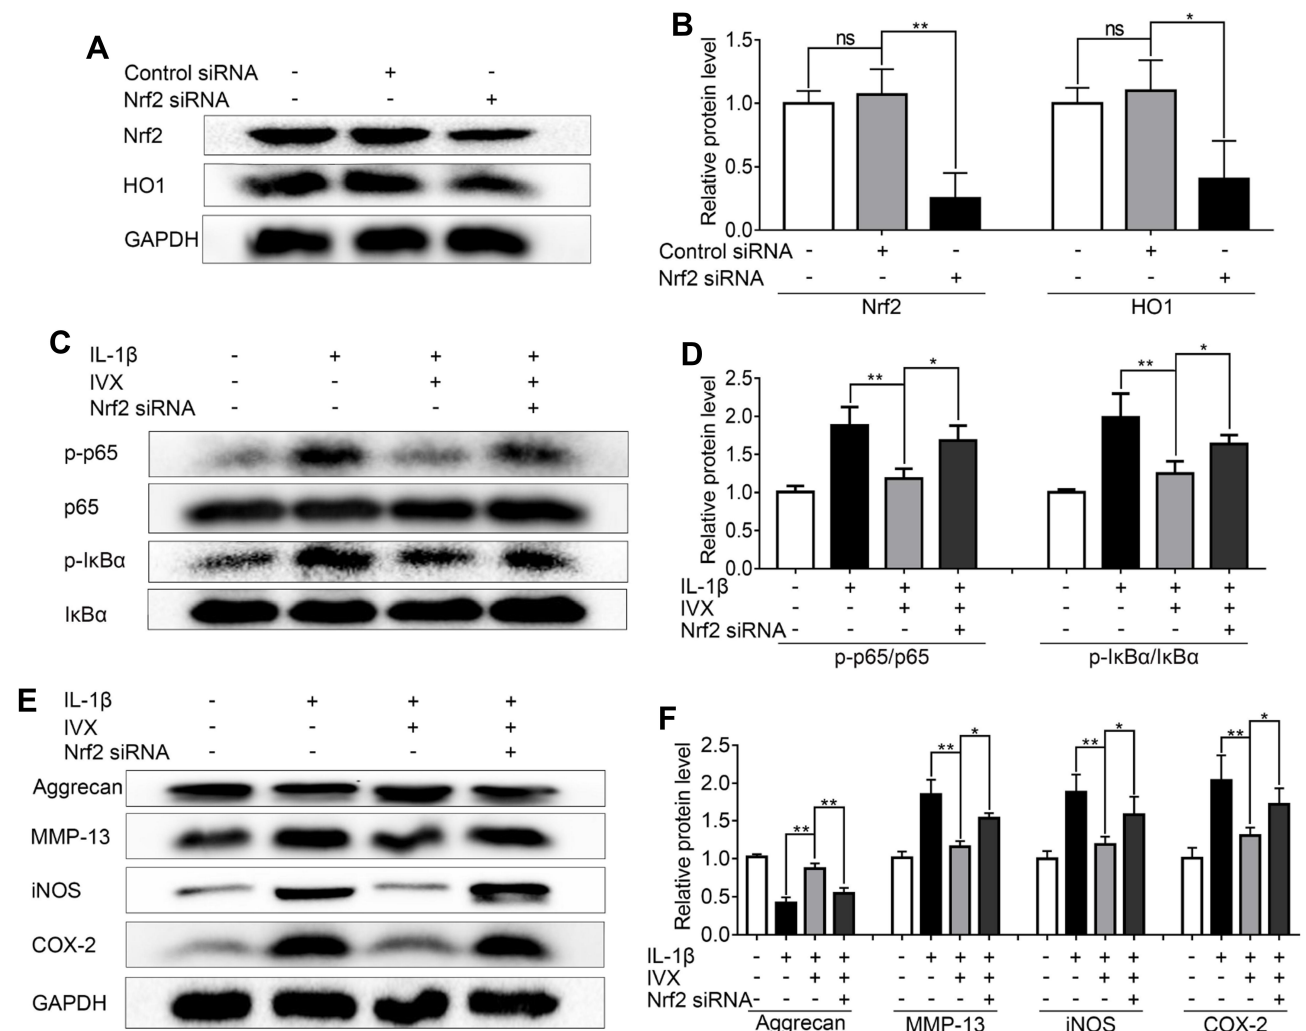 A
Control siRNA - + -
Nrf2 siRNA - - +
Nrf2
HO1
GAPDH
B
Relative protein level
1.5
1.0
0.5
0.0
ns
**
ns
*
Control siRNA - + - - + -
Nrf2 siRNA - - + - - +
Nrf2 HO1
C
IL-1β - + + +
IVX - - + +
Nrf2 siRNA - - - +
p-p65
p65
p-IκBα
IκBα
D
Relative protein level
2.5
2.0
1.5
1.0
0.5
0.0
**
*
**
*
IL-1β - + + + - + + +
IVX - - + + - - + +
Nrf2 siRNA - - - + - - - +
p-p65/p65 p-IκBα/IκBα
E
IL-1β - + + +
IVX - - + +
Nrf2 siRNA - - - +
Aggrecan
MMP-13
iNOS
COX-2
GAPDH
F
Relative protein level
2.5
2.0
1.5
1.0
0.5
0.0
**
**
**
*
**
*
**
*
IL-1β - + + + - + + + - + + + - + + +
IVX - - + + - - + + - - + + - - + +
Nrf2 siRNA - - - + - - - + - - - + - - - +
Aggrecan MMP-13 iNOS COX-2